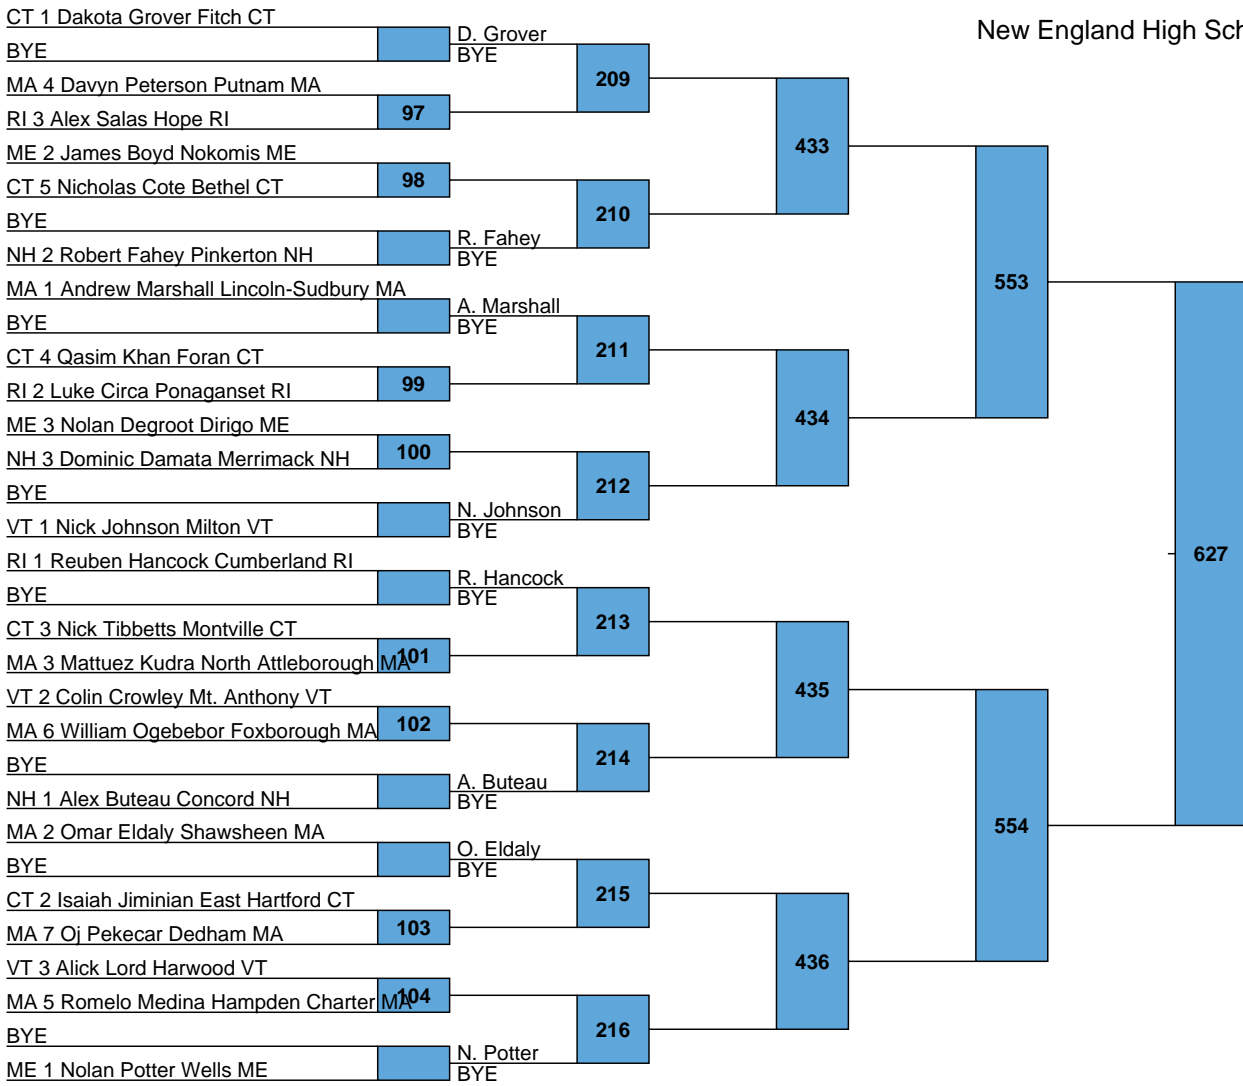 New England High Sch
CT 1 Dakota Grover Fitch CT
BYE
D. Grover
BYE
209
MA 4 Davyn Peterson Putnam MA
RI 3 Alex Salas Hope RI
97
433
ME 2 James Boyd Nokomis ME
CT 5 Nicholas Cote Bethel CT
98
210
BYE
NH 2 Robert Fahey Pinkerton NH
R. Fahey
BYE
553
MA 1 Andrew Marshall Lincoln-Sudbury MA
BYE
A. Marshall
BYE
211
CT 4 Qasim Khan Foran CT
RI 2 Luke Circa Ponaganset RI
99
434
ME 3 Nolan Degroot Dirigo ME
NH 3 Dominic Damata Merrimack NH
100
212
BYE
VT 1 Nick Johnson Milton VT
N. Johnson
BYE
627
RI 1 Reuben Hancock Cumberland RI
BYE
R. Hancock
BYE
213
CT 3 Nick Tibbetts Montville CT
MA 3 Mattuez Kudra North Attleborough MA
101
435
VT 2 Colin Crowley Mt. Anthony VT
MA 6 William Ogebebor Foxborough MA
102
214
BYE
NH 1 Alex Buteau Concord NH
A. Buteau
BYE
554
MA 2 Omar Eldaly Shawsheen MA
BYE
O. Eldaly
BYE
215
CT 2 Isaiah Jiminian East Hartford CT
MA 7 Oj Pekecar Dedham MA
103
436
VT 3 Alick Lord Harwood VT
MA 5 Romelo Medina Hampden Charter MA
104
216
BYE
ME 1 Nolan Potter Wells ME
N. Potter
BYE